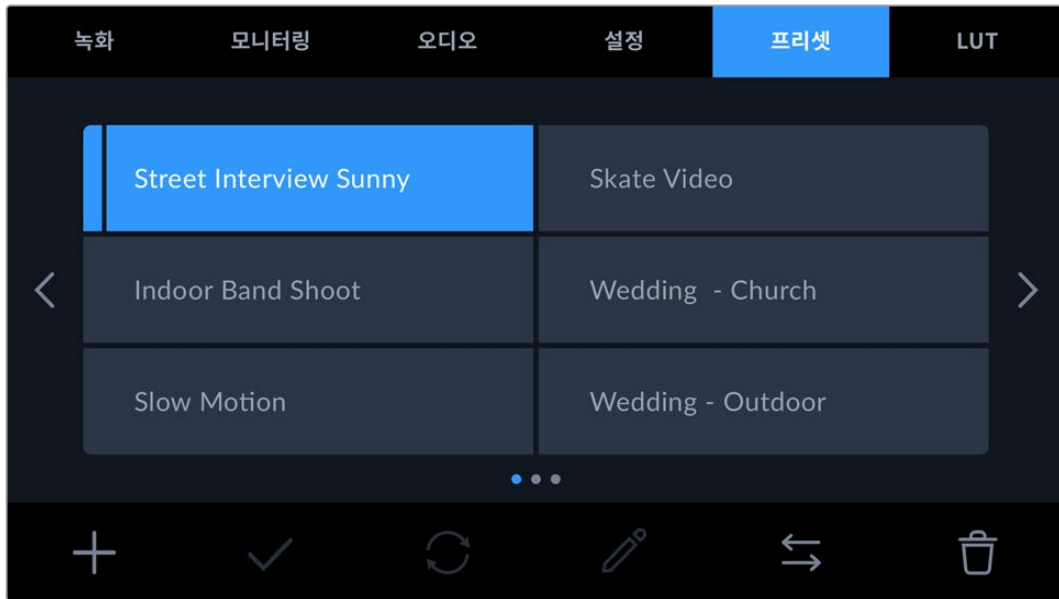 녹화 모니터링 오디오 설정 프리셋 LUT
Street Interview Sunny Skate Video
Indoor Band Shoot Wedding - Church
Slow Motion Wedding - Outdoor